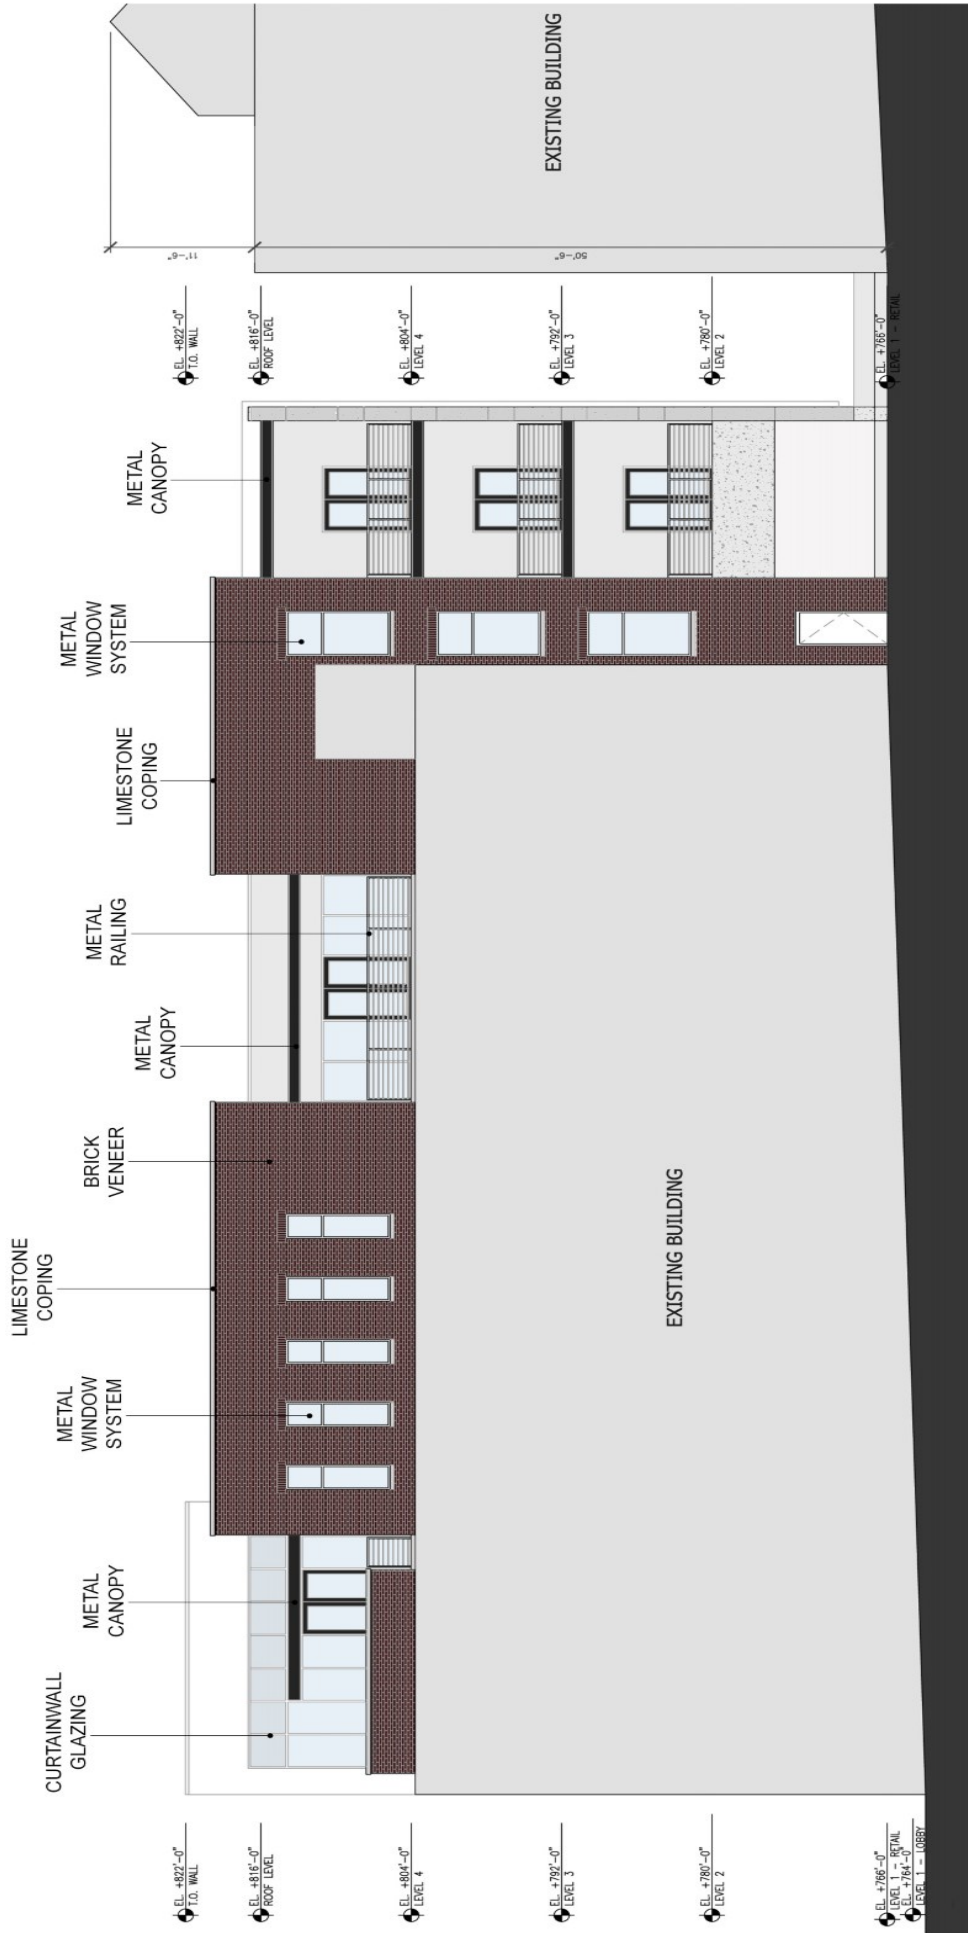 LIMESTONE
COPING
CURTAINWALL
GLAZING
METAL
CANOPY
METAL
WINDOW
SYSTEM
BRICK
VENEER
METAL
CANOPY
METAL
RAILING
LIMESTONE
COPING
METAL
WINDOW
SYSTEM
METAL
CANOPY
EL. +822'-0"
T.O. WALL
EL. +816'-0"
ROOF LEVEL
EL. +804'-0"
LEVEL 4
EL. +792'-0"
LEVEL 3
EL. +780'-0"
LEVEL 2
EL. +766'-0"
LEVEL 1 - RETAIL
EL. +764'-0"
LEVEL 1 - LOBBY
EXISTING BUILDING
EL. +822'-0"
T.O. WALL
EL. +816'-0"
ROOF LEVEL
EL. +804'-0"
LEVEL 4
EL. +792'-0"
LEVEL 3
EL. +780'-0"
LEVEL 2
EL. +766'-0"
LEVEL 1 - RETAIL
11'-6"
50'-6"
EXISTING BUILDING